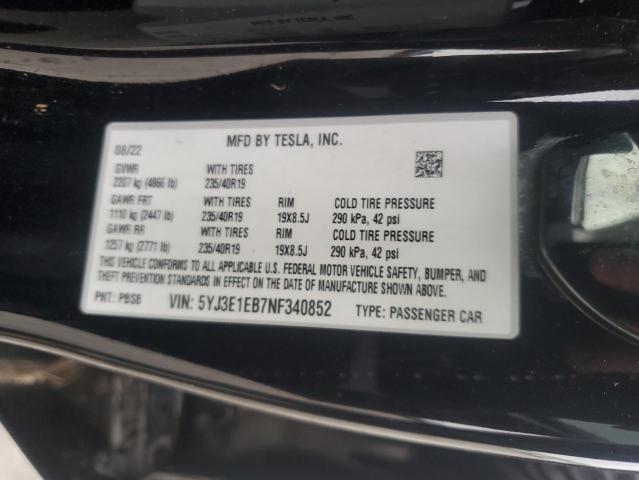 MFD BY TESLA, INC.
08/22
GVWR WITH TIRES
2207 kg (4866 lb) 235/40R19
GAWR FRT WITH TIRES RIM COLD TIRE PRESSURE
1110 kg (2447 lb) 235/40R19 19X8.5J 290 kPa, 42 psi
GAWR RR WITH TIRES RIM COLD TIRE PRESSURE
1257 kg (2771 lb) 235/40R19 19X8.5J 290 kPa, 42 psi
THIS VEHICLE CONFORMS TO ALL APPLICABLE U.S. FEDERAL MOTOR VEHICLE SAFETY, BUMPER, AND
THEFT PREVENTION STANDARDS IN EFFECT ON THE DATE OF MANUFACTURE SHOWN ABOVE.
PNT: PBSB VIN: 5YJ3E1EB7NF340852 TYPE: PASSENGER CAR